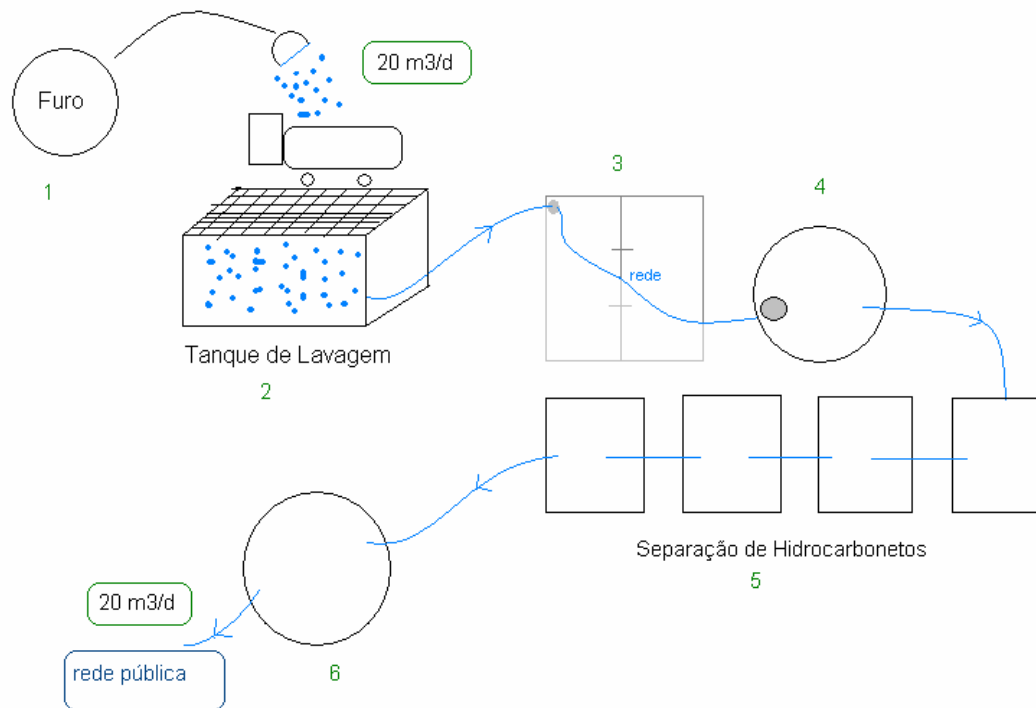 20 m3/d
Furo
1
3
4
rede
Tanque de Lavagem
2
Separação de Hidrocarbonetos
5
20 m3/d
rede pública
6